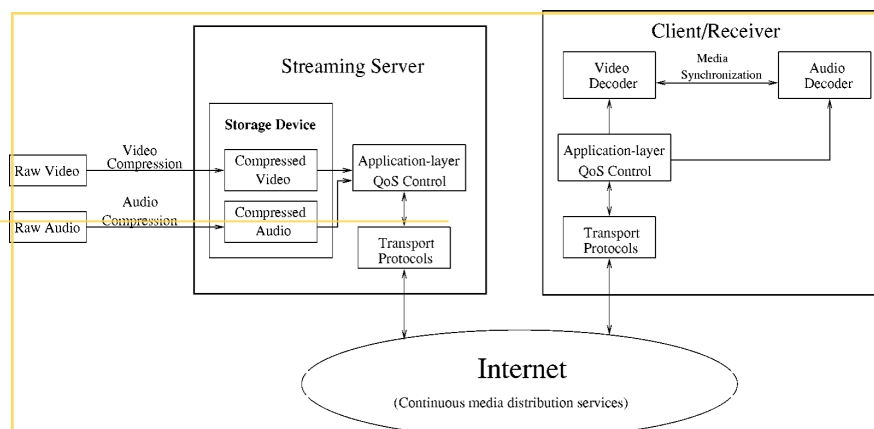 Client/Receiver
Streaming Server
Video
Decoder
Media
Synchronization
Audio
Decoder
Storage Device
Video
Compression
Raw Video
Compressed
Video
Application-layer
QoS Control
Application-layer
QoS Control
Audio
Compression
Raw Audio
Compressed
Audio
Transport
Protocols
Transport
Protocols
Internet
(Continuous media distribution services)